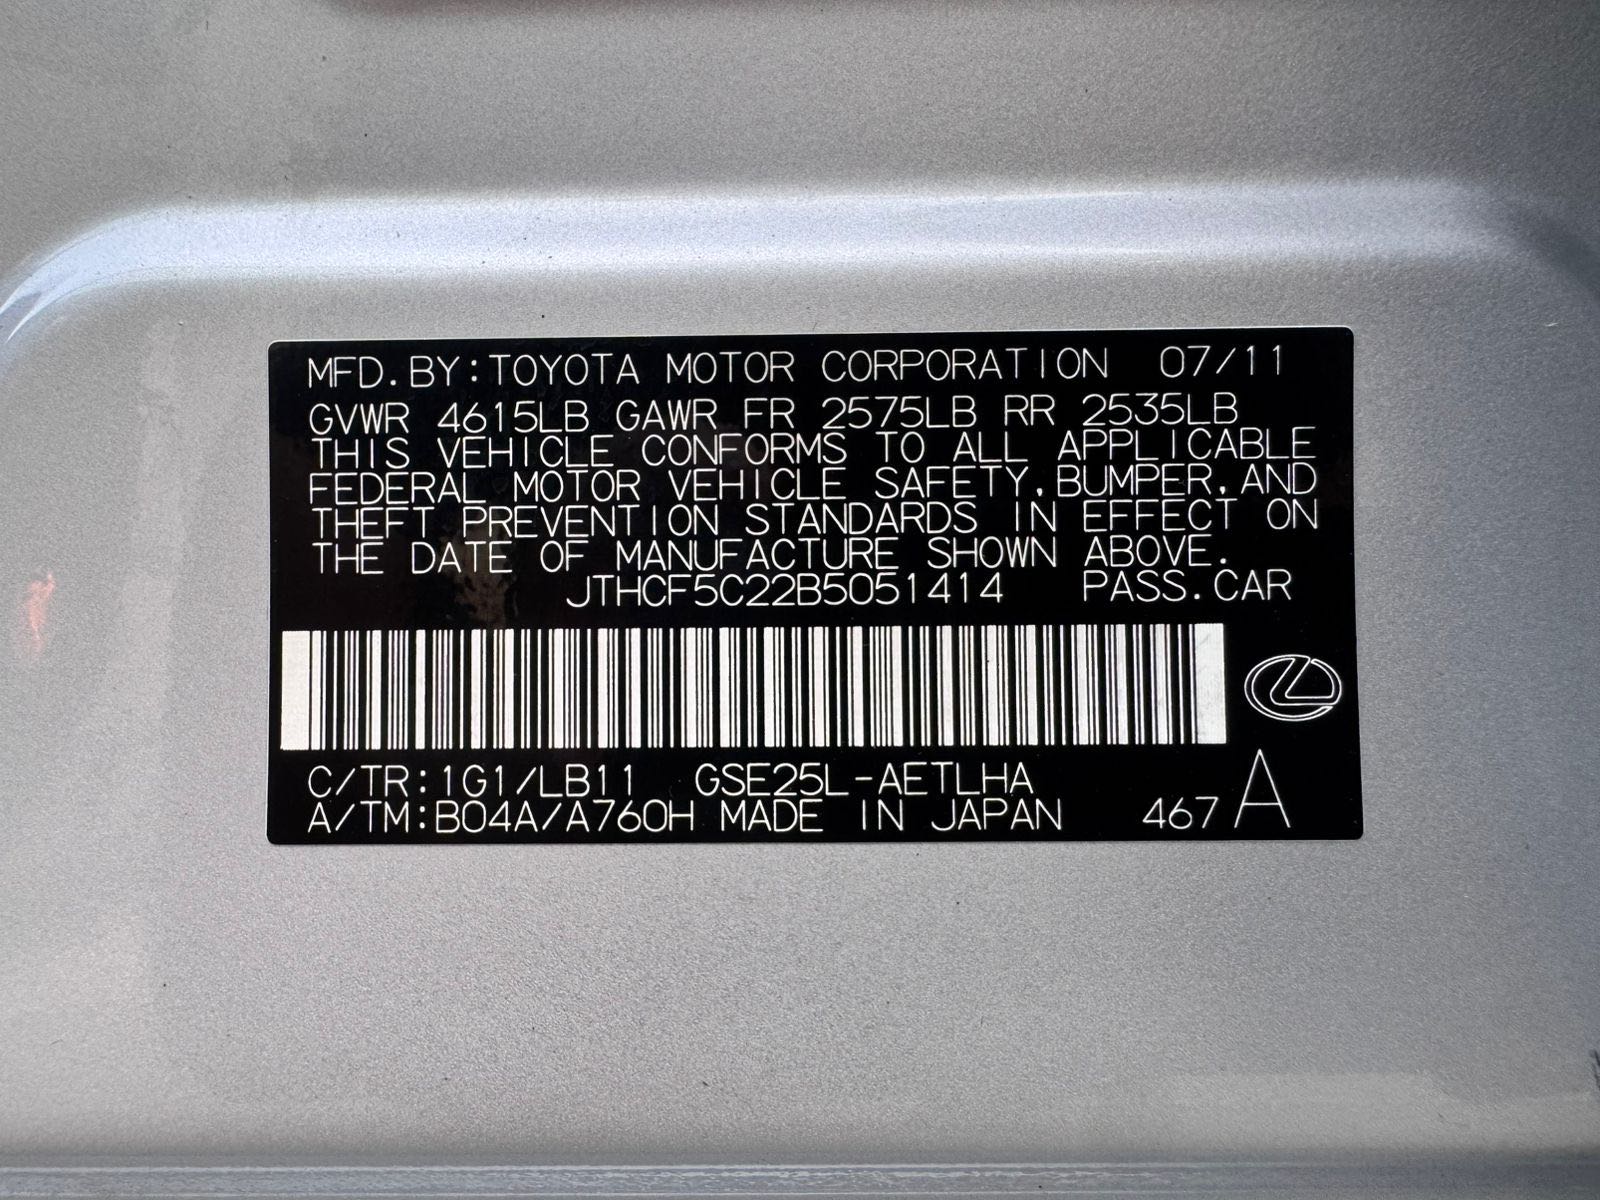 MFD.BY:TOYOTA MOTOR CORPORATION 07/11
GVWR 4615LB GAWR FR 2575LB RR 2535LB
THIS VEHICLE CONFORMS TO ALL APPLICABLE
FEDERAL MOTOR VEHICLE SAFETY,BUMPER,AND
THEFT PREVENTION STANDARDS IN EFFECT ON
THE DATE OF MANUFACTURE SHOWN ABOVE.
JTHCF5C22B5051414 PASS.CAR
C/TR:1G1/LB11 GSE25L-AETLHA
A/TM:B04A/A760H MADE IN JAPAN 467 A